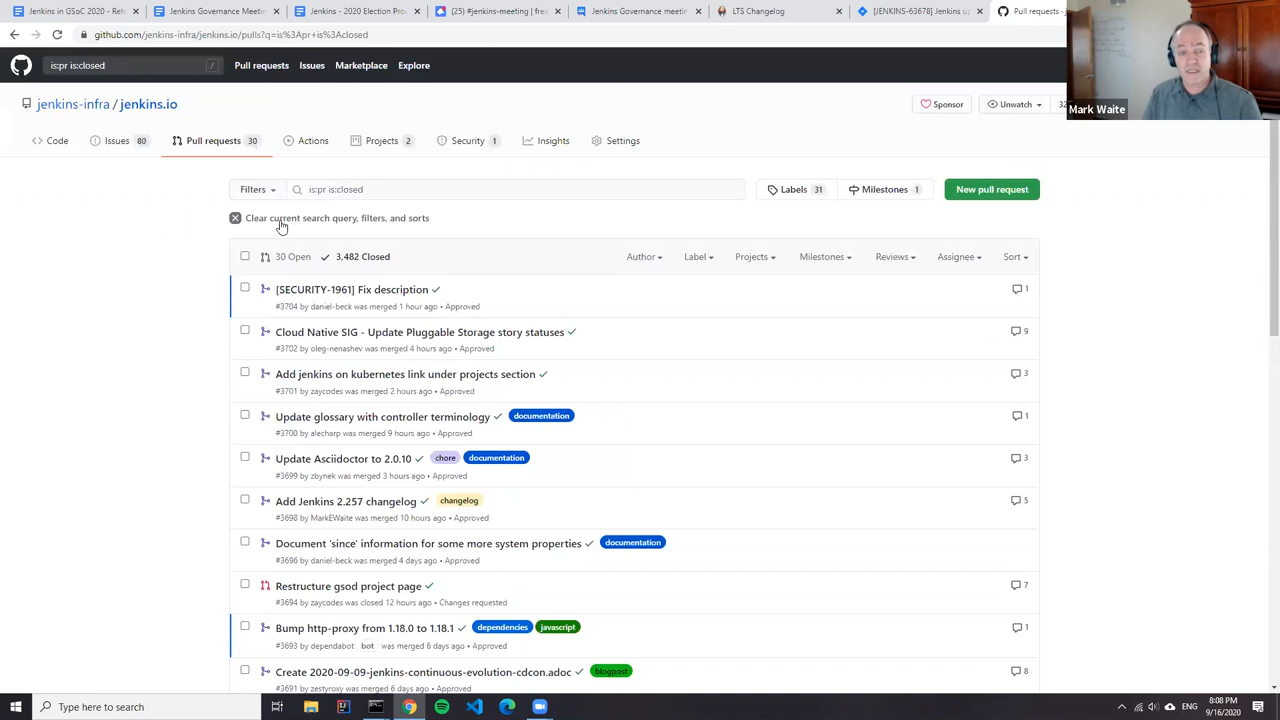 Jenkins in GSoC 2020 - Re
Jenkins Governance Meetin
Jenkins - 2020 Election Pro
(25) #jenkins-meeting | free
Jenkins Governance meetin
LTS Changelog
[JENKINS-63678] Jenkins up
Pull requests · j
github.com/jenkins-infra/jenkins.io/pulls?q=is%3Apr+is%3Aclosed
is:pr is:closed
/
Pull requests
Issues
Marketplace
Explore
Mark Waite
jenkins-infra / jenkins.io
Sponsor
Unwatch
Code
Issues 80
Pull requests 30
Actions
Projects 2
Security 1
Insights
Settings
Filters
is:pr is:closed
Labels 31
Milestones 1
New pull request
Clear current search query, filters, and sorts
30 Open
3,482 Closed
Author
Label
Projects
Milestones
Reviews
Assignee
Sort
[SECURITY-1961] Fix description
1
#3704 by daniel-beck was merged 1 hour ago • Approved
Cloud Native SIG - Update Pluggable Storage story statuses
9
#3702 by oleg-nenashev was merged 4 hours ago • Approved
Add jenkins on kubernetes link under projects section
3
#3701 by zaycodes was merged 2 hours ago • Approved
Update glossary with controller terminology documentation
1
#3700 by alecharp was merged 9 hours ago • Approved
Update Asciidoctor to 2.0.10 chore documentation
3
#3699 by zbynek was merged 3 hours ago • Approved
Add Jenkins 2.257 changelog changelog
5
#3698 by MarkEWaite was merged 10 hours ago • Approved
Document 'since' information for some more system properties documentation
#3696 by daniel-beck was merged 4 days ago • Approved
Restructure gsod project page
7
#3694 by zaycodes was closed 12 hours ago • Changes requested
Bump http-proxy from 1.18.0 to 1.18.1 dependencies javascript
1
#3693 by dependabot bot was merged 6 days ago • Approved
Create 2020-09-09-jenkins-continuous-evolution-cdcon.adoc blogpost
8
#3691 by zestyroxy was merged 6 days ago • Approved
Type here to search
ENG
8:08 PM
9/16/2020